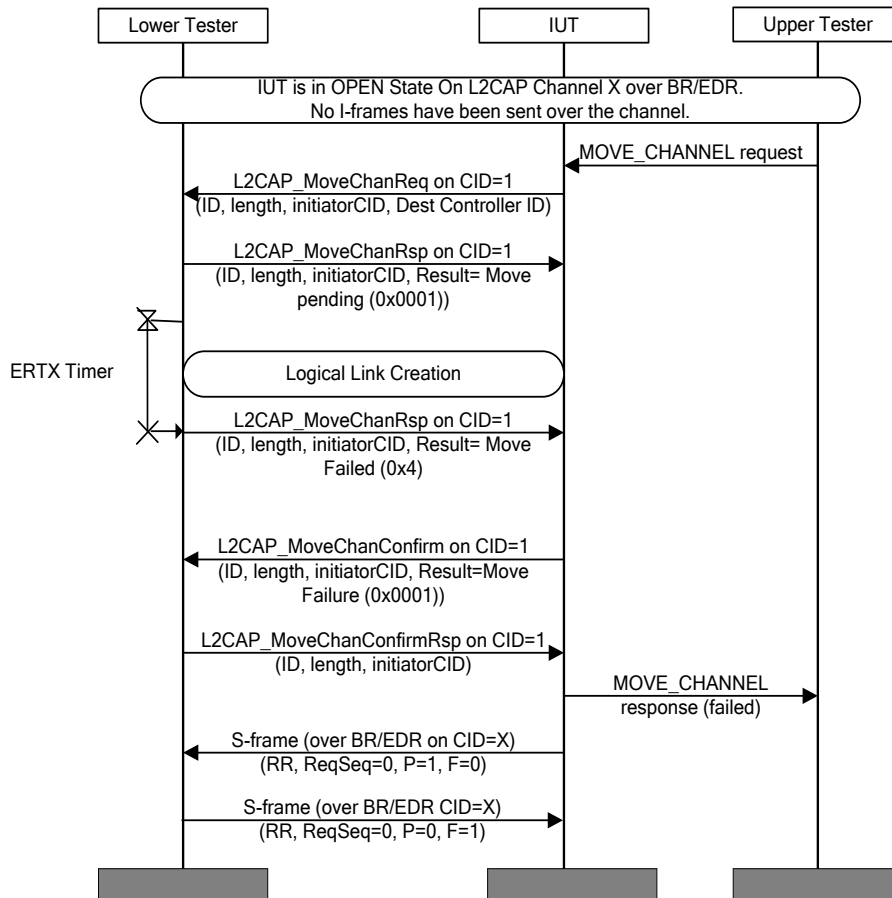 Lower Tester
IUT
Upper Tester
IUT is in OPEN State On L2CAP Channel X over BR/EDR.
No I-frames have been sent over the channel.
MOVE_CHANNEL request
L2CAP_MoveChanReq on CID=1
(ID, length, initiatorCID, Dest Controller ID)
L2CAP_MoveChanRsp on CID=1
(ID, length, initiatorCID, Result= Move
pending (0x0001))
ERTX Timer
Logical Link Creation
L2CAP_MoveChanRsp on CID=1
(ID, length, initiatorCID, Result= Move
Failed (0x4)
L2CAP_MoveChanConfirm on CID=1
(ID, length, initiatorCID, Result=Move
Failure (0x0001))
L2CAP_MoveChanConfirmRsp on CID=1
(ID, length, initiatorCID)
MOVE_CHANNEL
response (failed)
S-frame (over BR/EDR on CID=X)
(RR, ReqSeq=0, P=1, F=0)
S-frame (over BR/EDR CID=X)
(RR, ReqSeq=0, P=0, F=1)